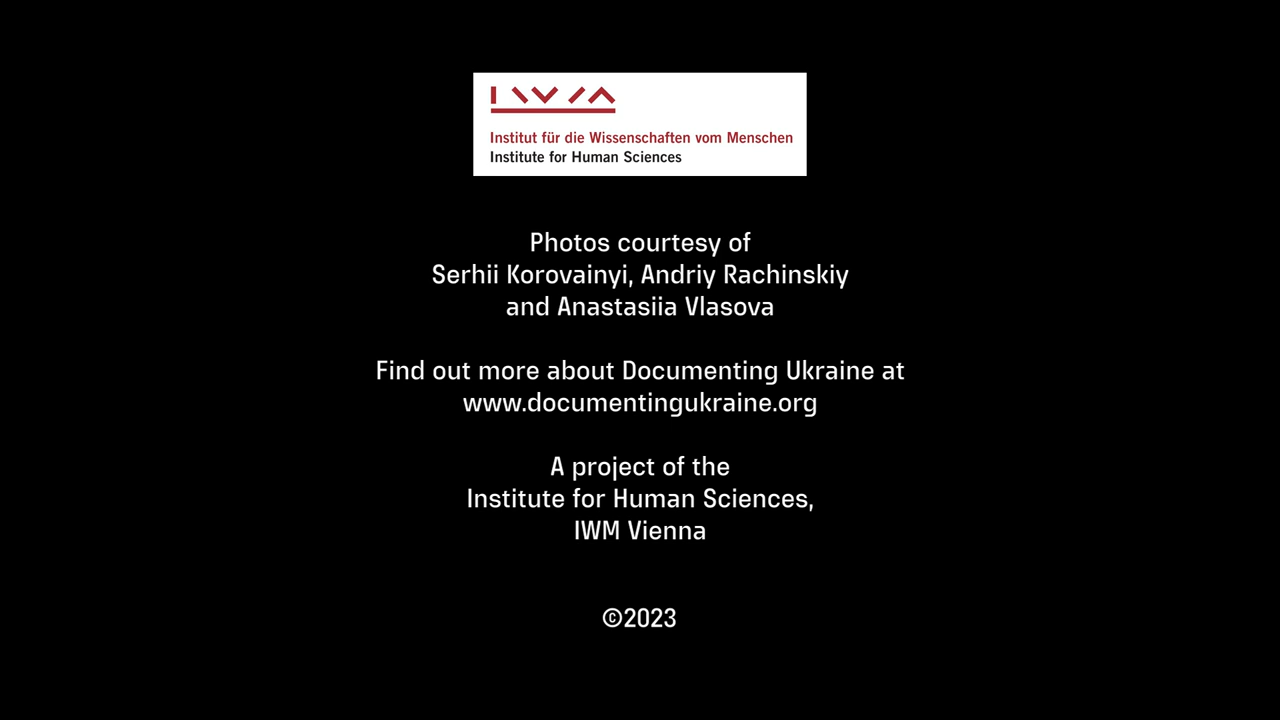 Institut für die Wissenschaften vom Menschen
Institute for Human Sciences
Photos courtesy of
Serhii Korovainyi, Andriy Rachinskiy
and Anastasiia Vlasova
Find out more about Documenting Ukraine at
www.documentingukraine.org
A project of the
Institute for Human Sciences,
IWM Vienna
©2023